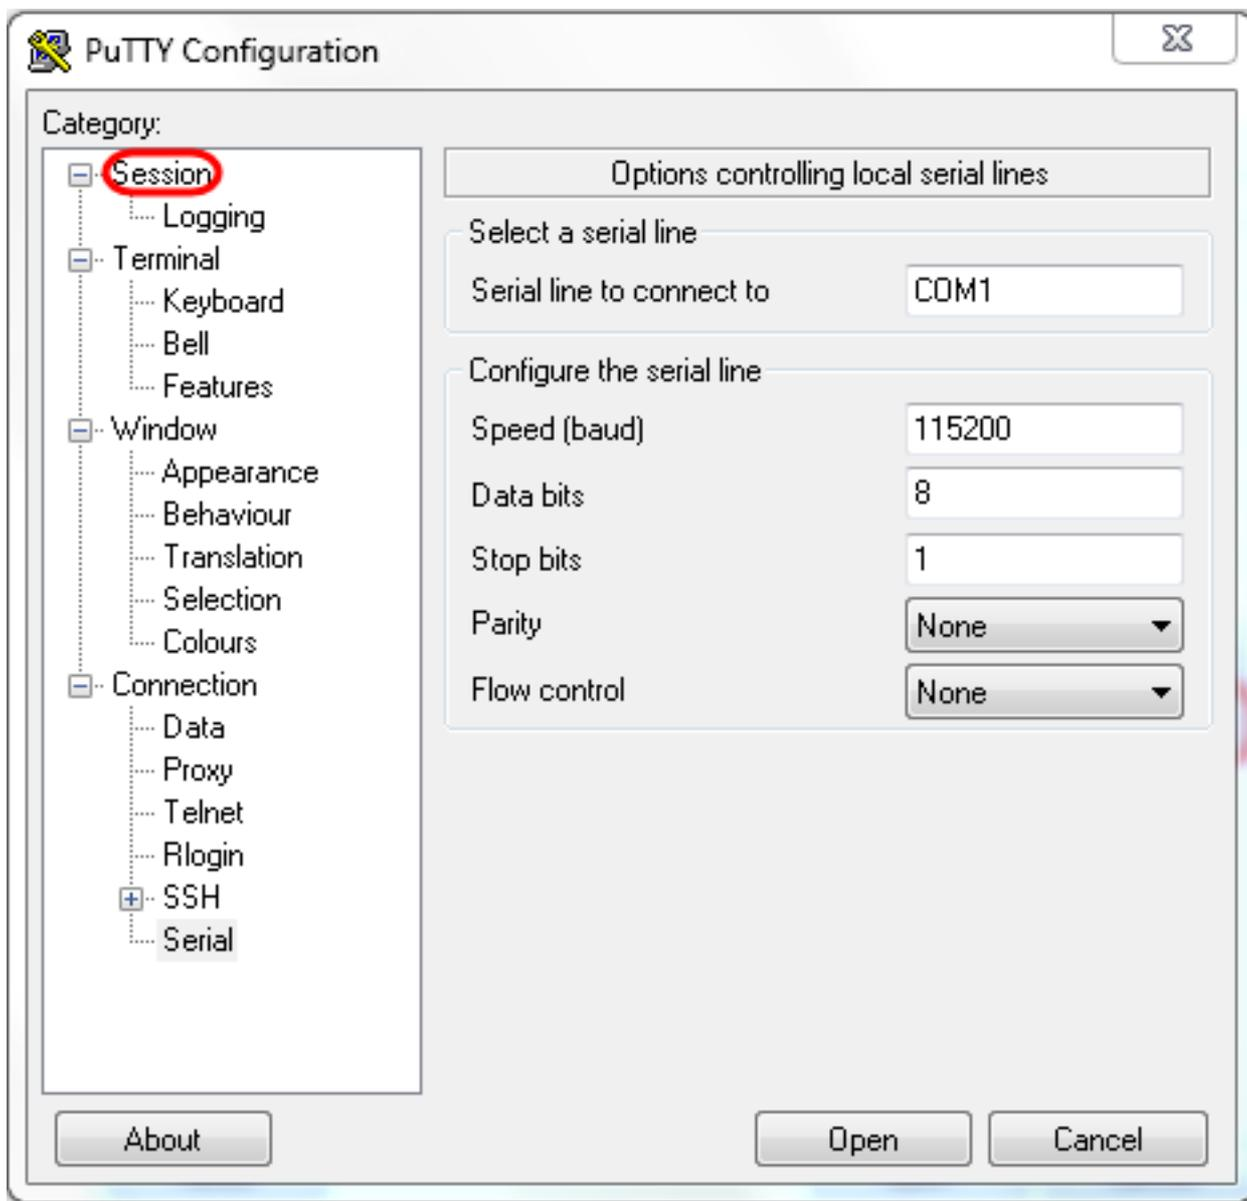 PuTTY Configuration
Category:
Session
Logging
Terminal
Keyboard
Bell
Features
Window
Appearance
Behaviour
Translation
Selection
Colours
Connection
Data
Proxy
Telnet
Rlogin
SSH
Serial
Options controlling local serial lines
Select a serial line
Serial line to connect to COM1
Configure the serial line
Speed (baud) 115200
Data bits 8
Stop bits 1
Parity None
Flow control None
About Open Cancel